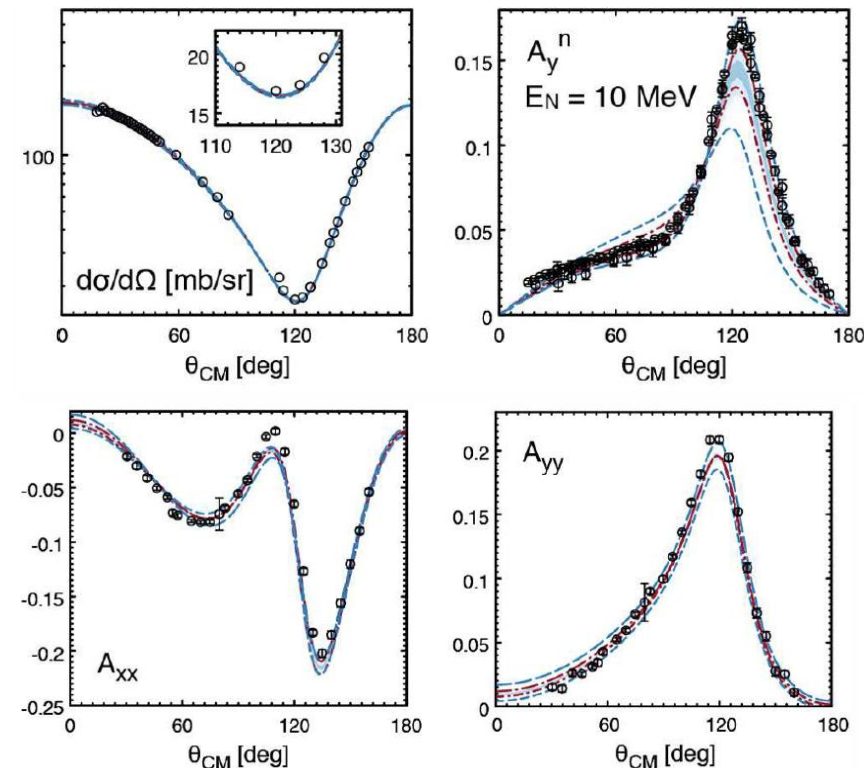 20
15
110 120 130
100
dσ/dΩ [mb/sr]
0 60 120 180
θCM [deg]
0.15
0.1
0.05
0
Ayn
EN = 10 MeV
0 60 120 180
θCM [deg]
0
-0.05
-0.1
-0.15
-0.2
-0.25
Axx
0 60 120 180
θCM [deg]
0.2
0.15
0.1
0.05
0
Ayy
0 60 120 180
θCM [deg]